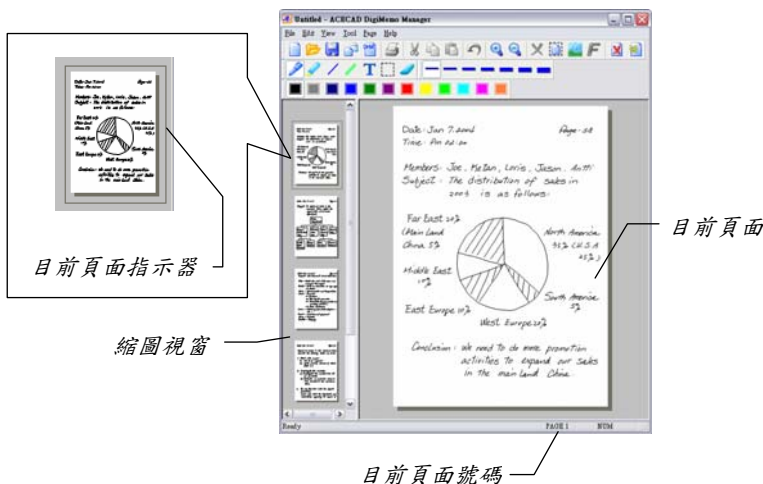 Untitled - ACECAD DigiMemo Manager
File Edit View Tool Page Help
Date: Jan 7. 2004 Page-08
Time: Pm 02:00
Members: Joe, Meilan, Loris, Jason, Antti
Subject: The distribution of sales in
2003 is as follows:
Far East 20%
(Main Land
China 5%
North America
45% (U.S.A
25%)
Middle East
10%
South America
5%
East Europe 10%
West Europe 20%
Conclusion: We need to do more promotion
activities to expand our sales
in the main land China.
Ready PAGE 1 NUM
目前頁面指示器
縮圖視窗
目前頁面
目前頁面號碼